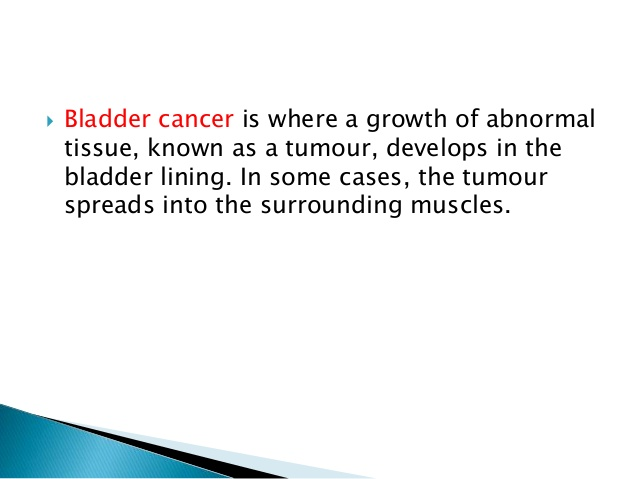 Bladder cancer is where a growth of abnormal
tissue, known as a tumour, develops in the
bladder lining. In some cases, the tumour
spreads into the surrounding muscles.